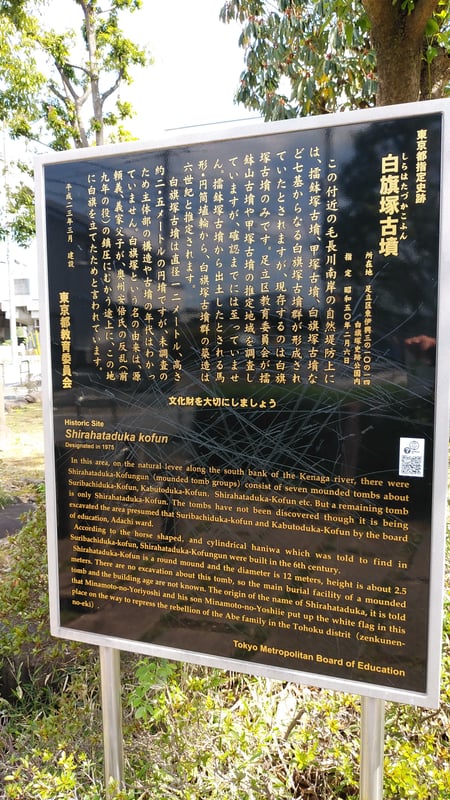 東京都指定史跡
しらはたづかこふん
白旗塚古墳
所在地 足立区東伊興三の一〇の一四
白旗塚史跡公園内
指定 昭和五〇年二月六日
この付近の毛長川南岸の自然堤防上に
は、擂鉢塚古墳、甲塚古墳、白旗塚古墳な
ど七基からなる白旗塚古墳群が形成され
ていたとされますが、現存するのは白旗
塚古墳のみです。足立区教育委員会が擂
鉢山古墳や甲塚古墳の推定地域を調査し
ていますが、確認までには至っていませ
ん。擂鉢塚古墳から出土したとされる馬
形・円筒埴輪から、白旗塚古墳群の築造は
六世紀と推定されます。
白旗塚古墳は直径一二メートル、高さ
約二・五メートルの円墳ですが、未調査の
ため主体部の構造や古墳の年代はわかっ
ていません。白旗塚という名の由来は、源
頼義、義家父子が、奥州安倍氏の反乱(前
九年の役)の鎮圧にむかう途上に、この地
に白旗を立てたためと言われています。
平成二三年三月 建設
東京都教育委員会
文化財を大切にしましょう
Historic Site
Shirahataduka kofun
Designated in 1975
In this area, on the natural levee along the south bank of the Kenaga river, there were
Shirahataduka-Kofungun (mounded tomb groups) consist of seven mounded tombs about
Suribachiduka-Kofun, Kabutoduka-Kofun. Shirahataduka-Kofun etc. But a remaining tomb
is only Shirahataduka-Kofun. The tombs have not been discovered though it is being
excavated the area presumed that Suribachiduka-kofun and Kabutoduka-Kofun by the board
of education, Adachi ward.
According to the horse shaped, and cylindrical haniwa which was told to find in
Suribachiduka-kofun, Shirahataduka-Kofungun were built in the 6th century.
Shirahataduka-Kofun is a round mound and the diameter is 12 meters, height is about 2.5
meters. There are no excavation about this tomb, so the main burial facility of a mounded
tomb and the building age are not known. The origin of the name of Shirahataduka, it is told
that Minamoto-no-Yoriyoshi and his son Minamoto-no-Yoshiie put up the white flag in this
place on the way to repress the rebellion of the Abe family in the Tohoku distrit (zenkunen-
no-eki) .
Tokyo Metropolitan Board of Education